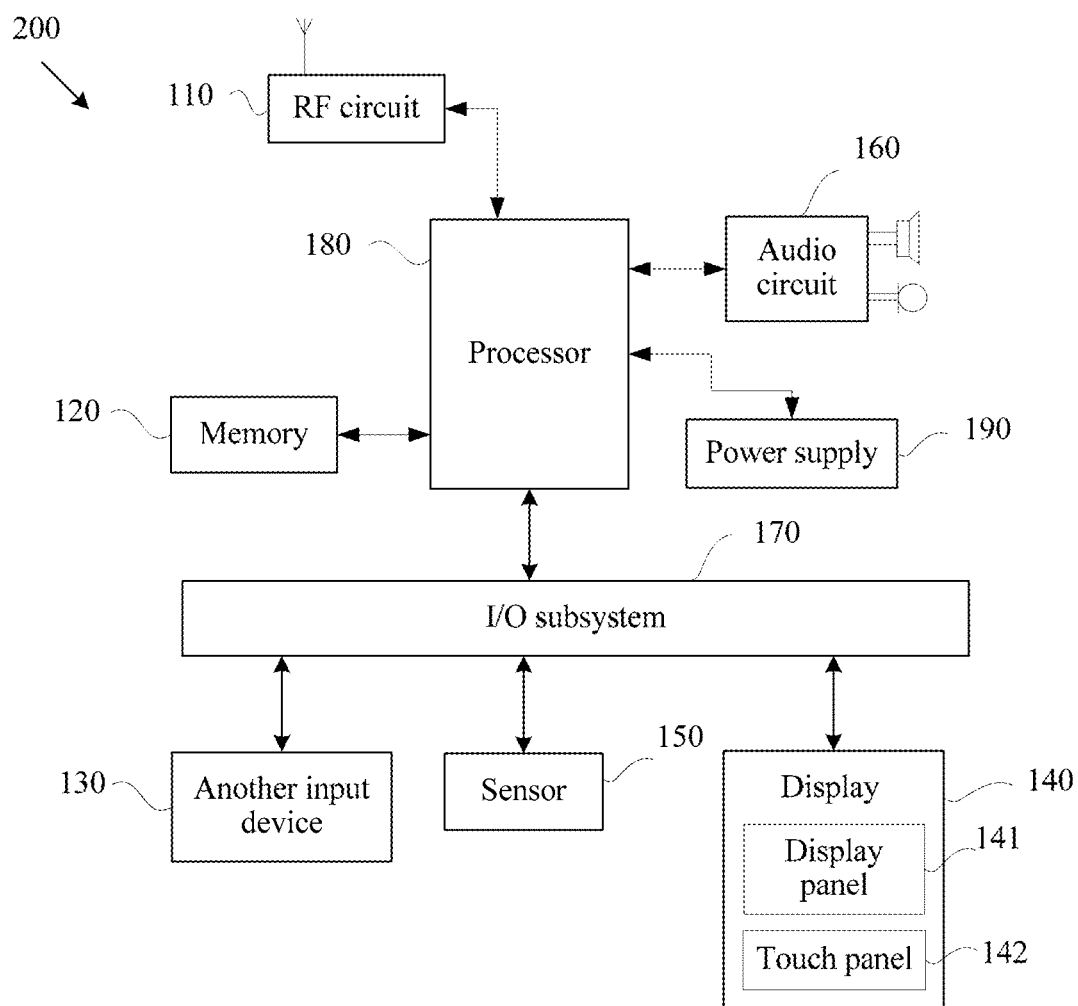 200
110
RF circuit
160
180
Audio
circuit
Processor
120
Memory
190
Power supply
170
I/O subsystem
150
130
Another input
device
Sensor
Display
140
Display
panel
141
Touch panel
142